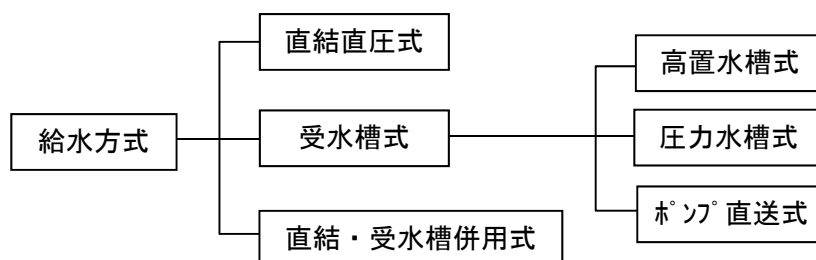 給水方式
直結直圧式
受水槽式
直結・受水槽併用式
高置水槽式
圧力水槽式
ﾎﾟﾝﾌﾟ直送式